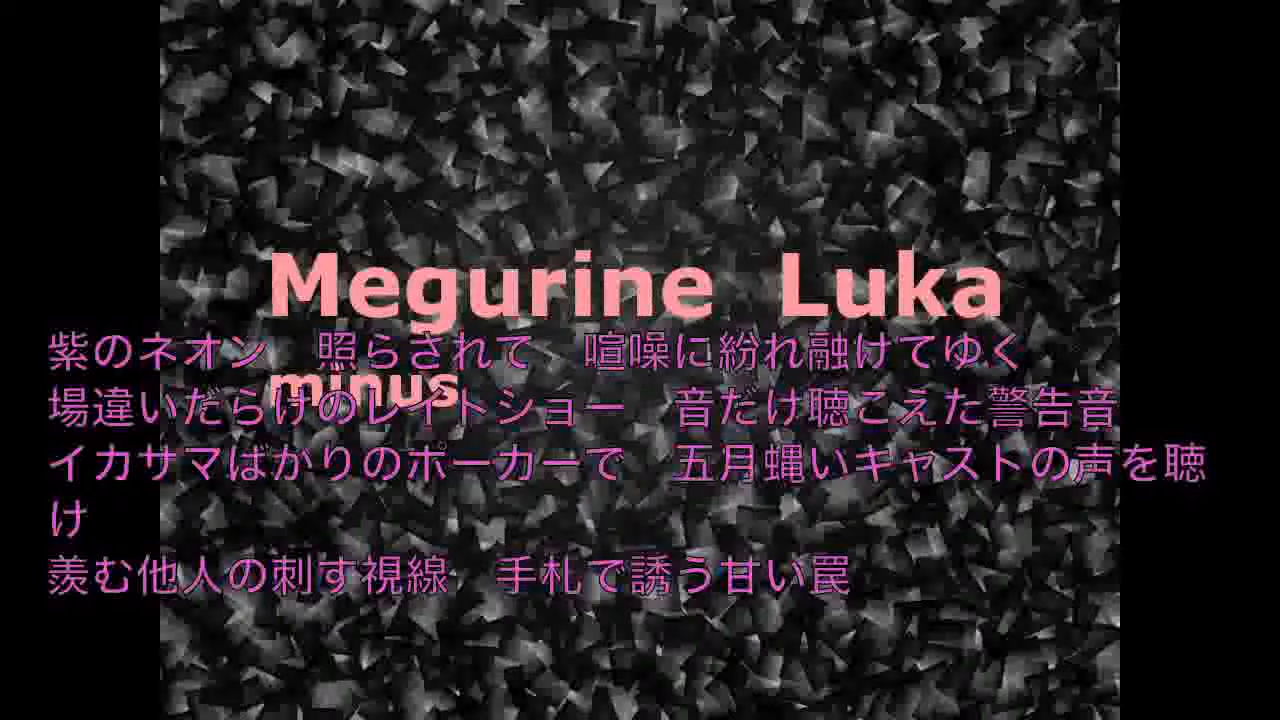 Megurine Luka
紫のネオン　照らされて　喧噪に紛れ融けてゆく
minus
場違いだらけのレイトショー　音だけ聴こえた警告音
イカサマばかりのポーカーで　五月蝿いキャストの声を聴
け
羨む他人の刺す視線　手札で誘う甘い罠